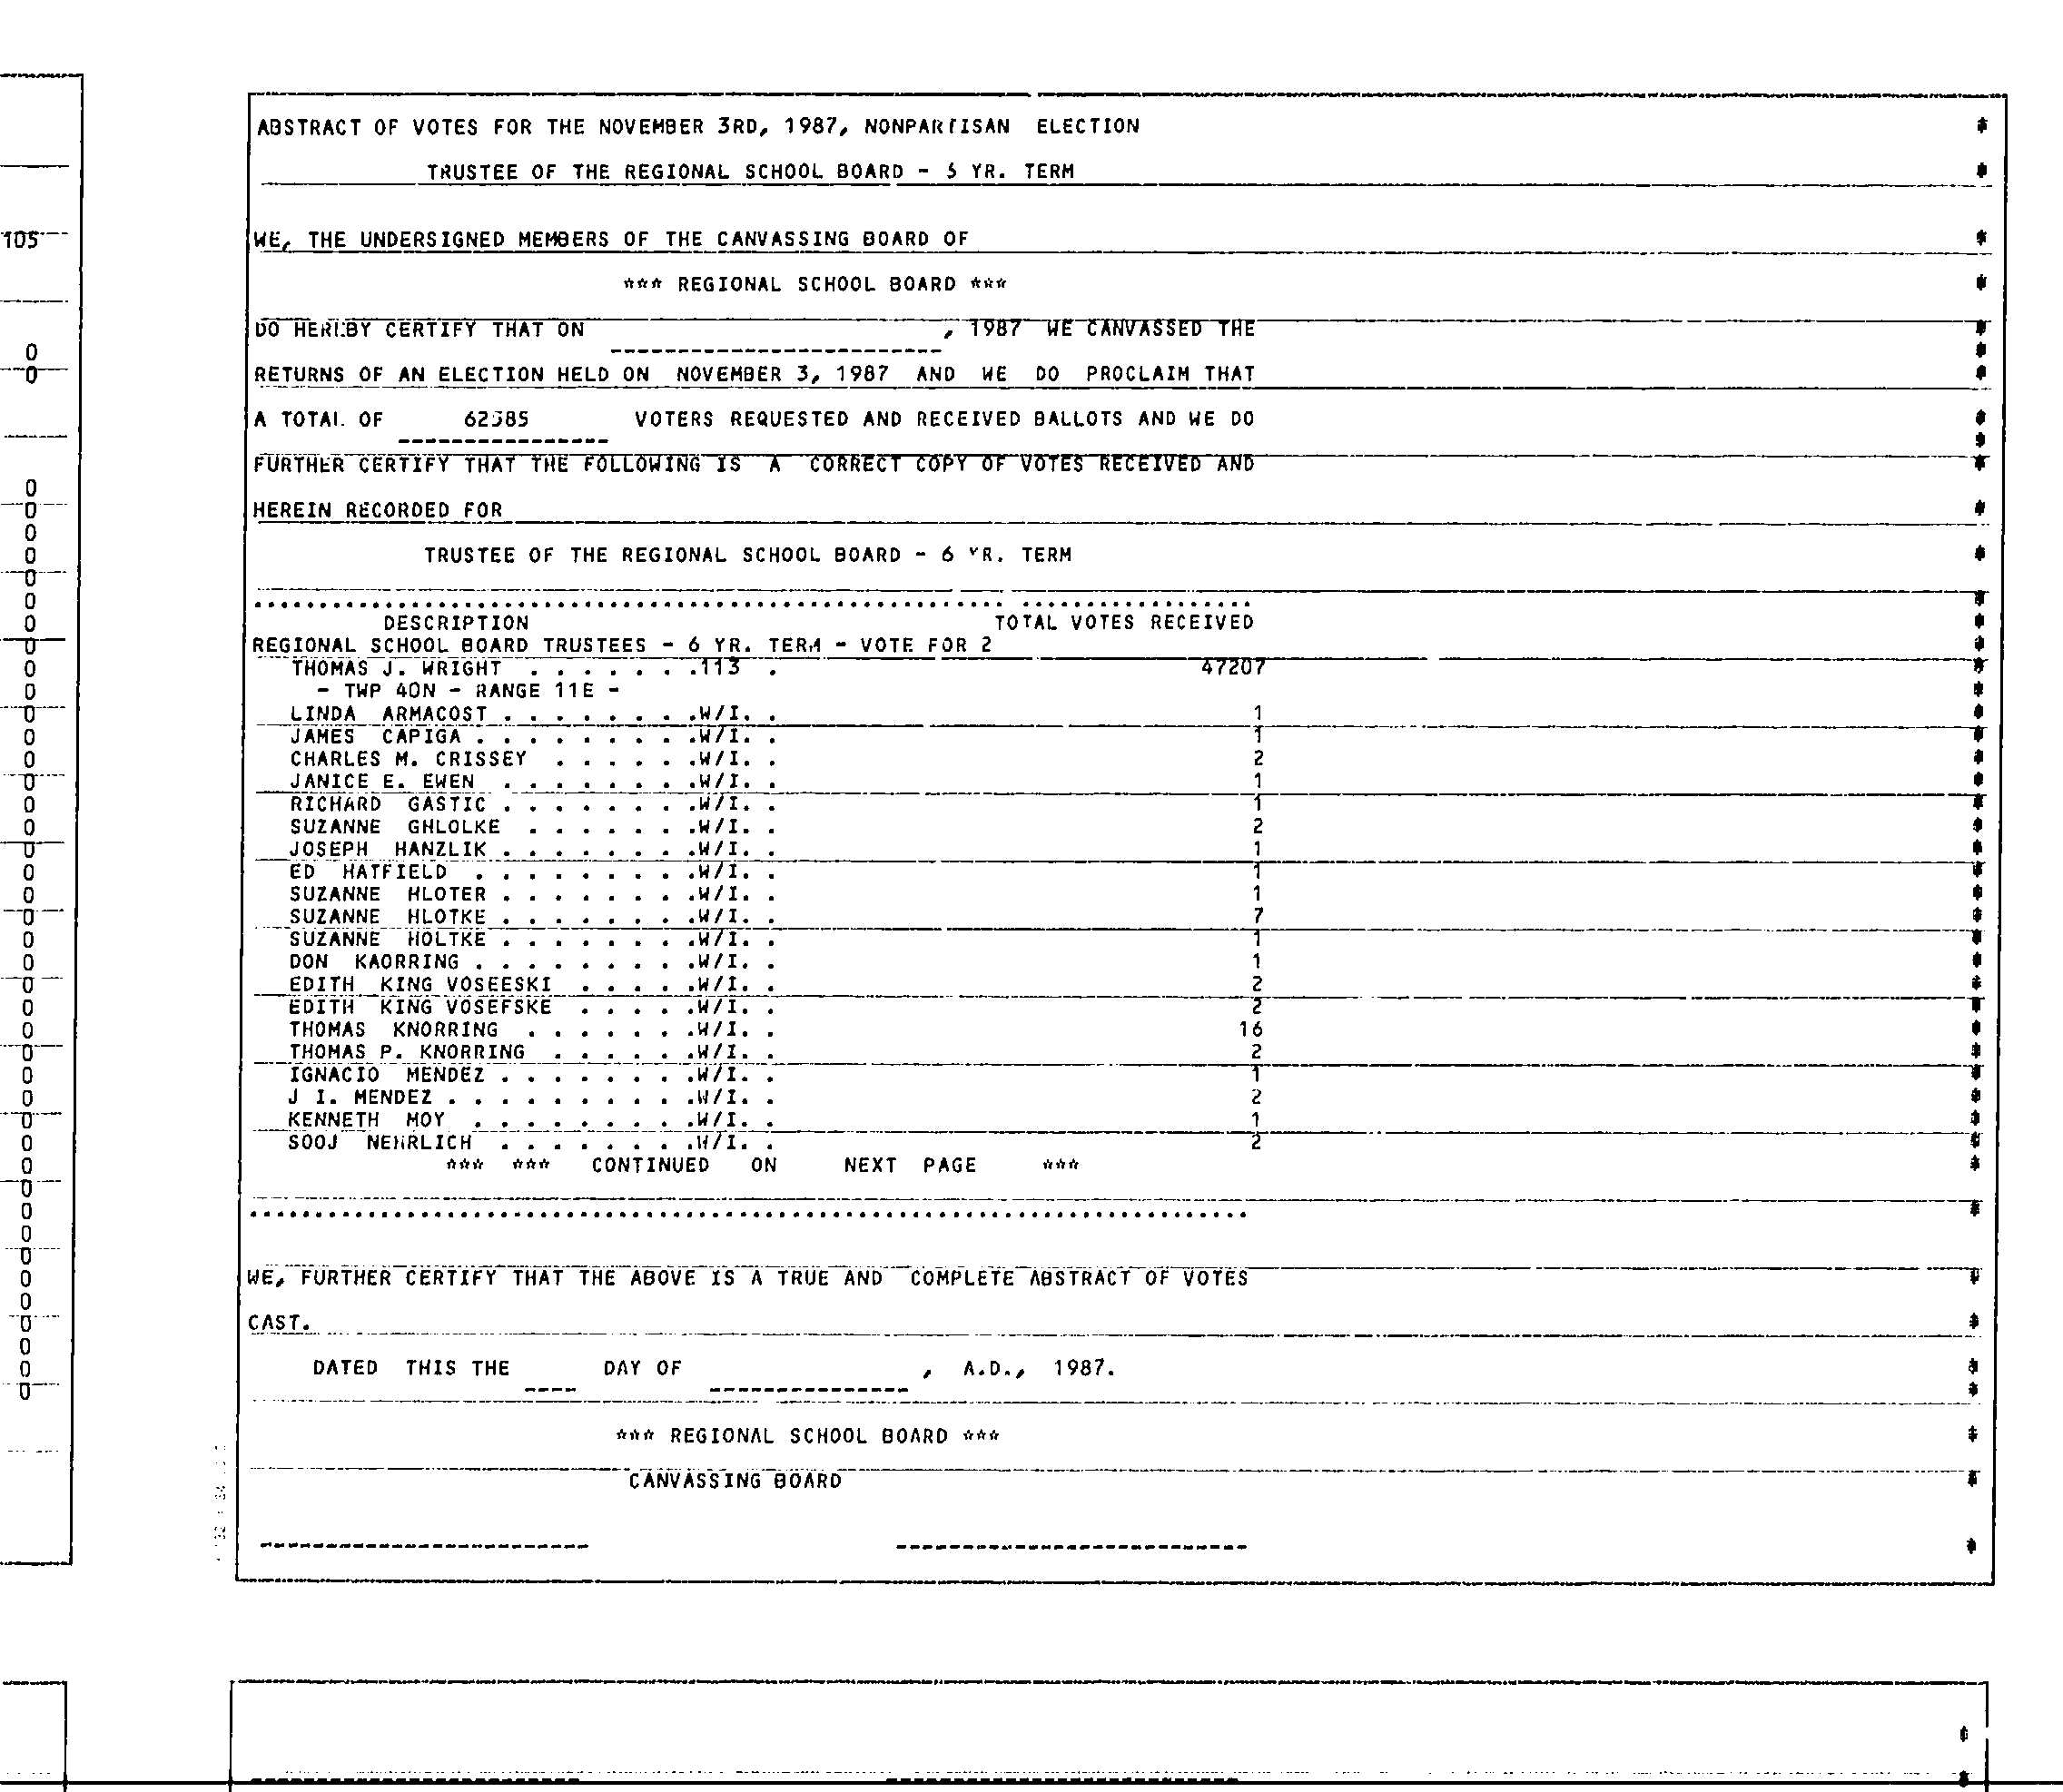 ABSTRACT OF VOTES FOR THE NOVEMBER 3RD, 1987, NONPARTISAN ELECTION
TRUSTEE OF THE REGIONAL SCHOOL BOARD - YR. TERM
105
WE, THE UNDERSIGNED MEMBERS OF THE CANVASSING BOARD OF
*** REGIONAL SCHOOL BOARD ***
DO HEREBY CERTIFY THAT ON , 1987 WE CANVASSED THE
0
0
RETURNS OF AN ELECTION HELD ON NOVEMBER 3, 1987 AND WE DO PROCLAIM THAT
A TOTAL OF VOTERS REQUESTED AND RECEIVED BALLOTS AND WE DO
FURTHER CERTIFY THAT THE FOLLOWING IS A CORRECT COPY OF VOTES RECEIVED AND
0
0
HEREIN RECORDED FOR
0
0
TRUSTEE OF THE REGIONAL SCHOOL BOARD - 6 YR. TERM
0
0
0
DESCRIPTION TOTAL VOTES RECEIVED
0
REGIONAL SCHOOL BOARD TRUSTEES - 6 YR. TERM - VOTE FOR 2
0
THOMAS J. WRIGHT . . . . . . .113 . 47207
0
- TWP 40N - RANGE 11E -
0
LINDA ARMACOST . . . . . . . .W/I. . 1
0
JAMES CAPIGA . . . . . . . . .W/I. . 1
0
CHARLES M. CRISSEY . . . . . .W/I. . 2
0
JANICE E. EWEN . . . . . . . .W/I. . 1
0
RICHARD GASTIC . . . . . . . .W/I. . 1
0
SUZANNE GHLOLKE . . . . . . .W/I. . 2
0
JOSEPH HANZLIK . . . . . . . .W/I. . 1
0
ED HATFIELD . . . . . . . . .W/I. . 1
0
SUZANNE HLOTER . . . . . . . .W/I. . 1
0
SUZANNE HLOTKE . . . . . . . .W/I. . 7
0
SUZANNE HOLTKE . . . . . . . .W/I. . 1
0
DON KAORRING . . . . . . . . .W/I. . 1
0
EDITH KING VOSEESKI . . . . .W/I. . 2
0
EDITH KING VOSEFSKE . . . . .W/I. . 2
0
THOMAS KNORRING . . . . . . .W/I. . 16
0
THOMAS P. KNORRING . . . . . .W/I. . 2
0
IGNACIO MENDEZ . . . . . . . .W/I. . 1
0
J I. MENDEZ . . . . . . . . . .W/I. . 2
0
KENNETH MOY . . . . . . . . .W/I. . 1
0
SOOJ NEHRLICH . . . . . . . .W/I. . 2
0
*** *** CONTINUED ON NEXT PAGE ***
0
0
0
0
0
WE, FURTHER CERTIFY THAT THE ABOVE IS A TRUE AND COMPLETE ABSTRACT OF VOTES
0
0
CAST.
0
0
DATED THIS THE DAY OF , A.D., 1987.
0
0
*** REGIONAL SCHOOL BOARD ***
CANVASSING BOARD